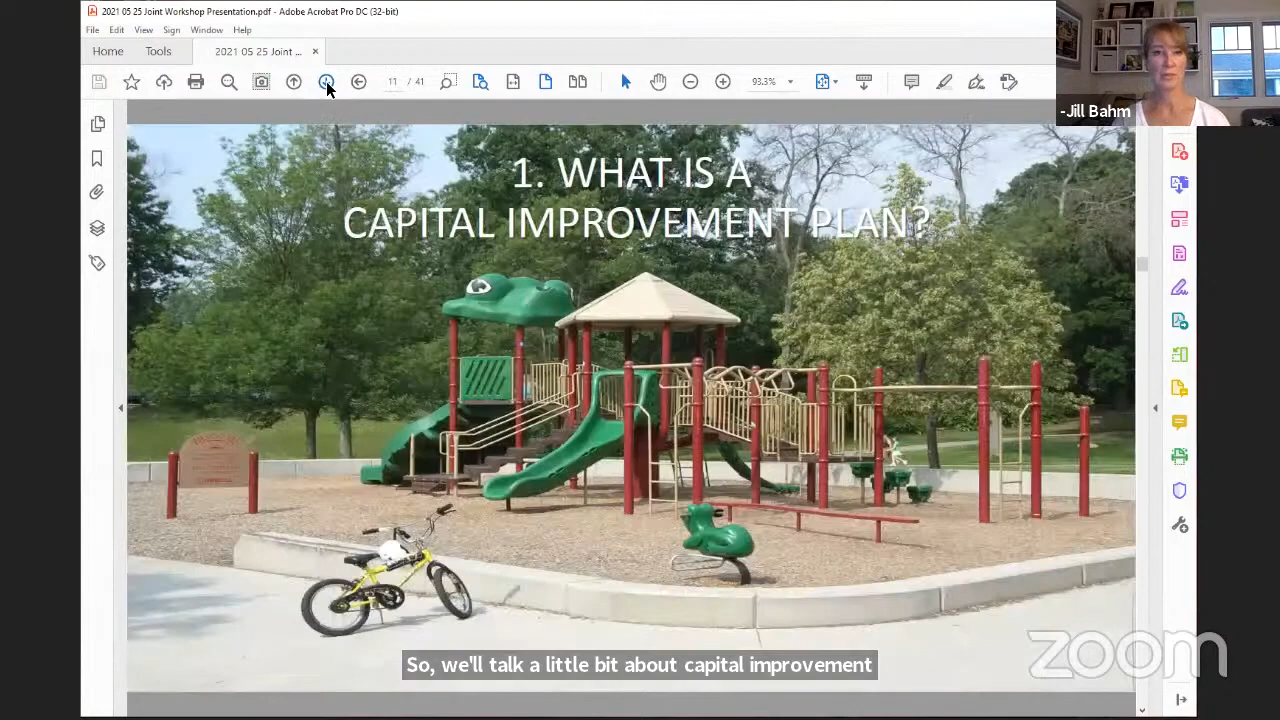 2021 05 25 Joint Workshop Presentation.pdf - Adobe Acrobat Pro DC (32-bit)
File Edit View Sign Window Help
Home Tools 2021 05 25 Joint ... ×
11 / 41 93.3%
-Jill Bahm
1. WHAT IS A
CAPITAL IMPROVEMENT PLAN?
zoom
So, we'll talk a little bit about capital improvement